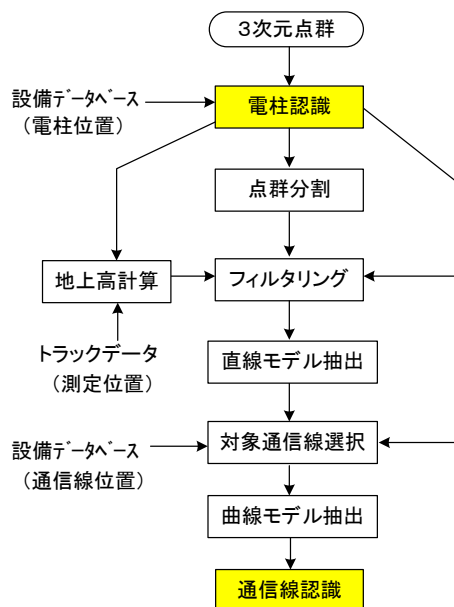 ３次元点群
設備ﾃﾞｰﾀﾍﾞｰｽ
（電柱位置）
電柱認識
点群分割
地上高計算
フィルタリング
トラックデータ
（測定位置）
直線モデル抽出
設備ﾃﾞｰﾀﾍﾞｰｽ
（通信線位置）
対象通信線選択
曲線モデル抽出
通信線認識